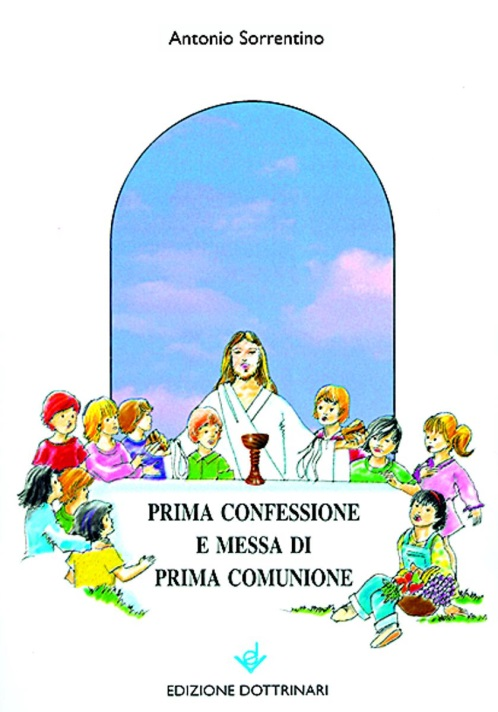 Antonio Sorrentino
PRIMA CONFESSIONE
E MESSA DI
PRIMA COMUNIONE
EDIZIONE DOTTRINARI